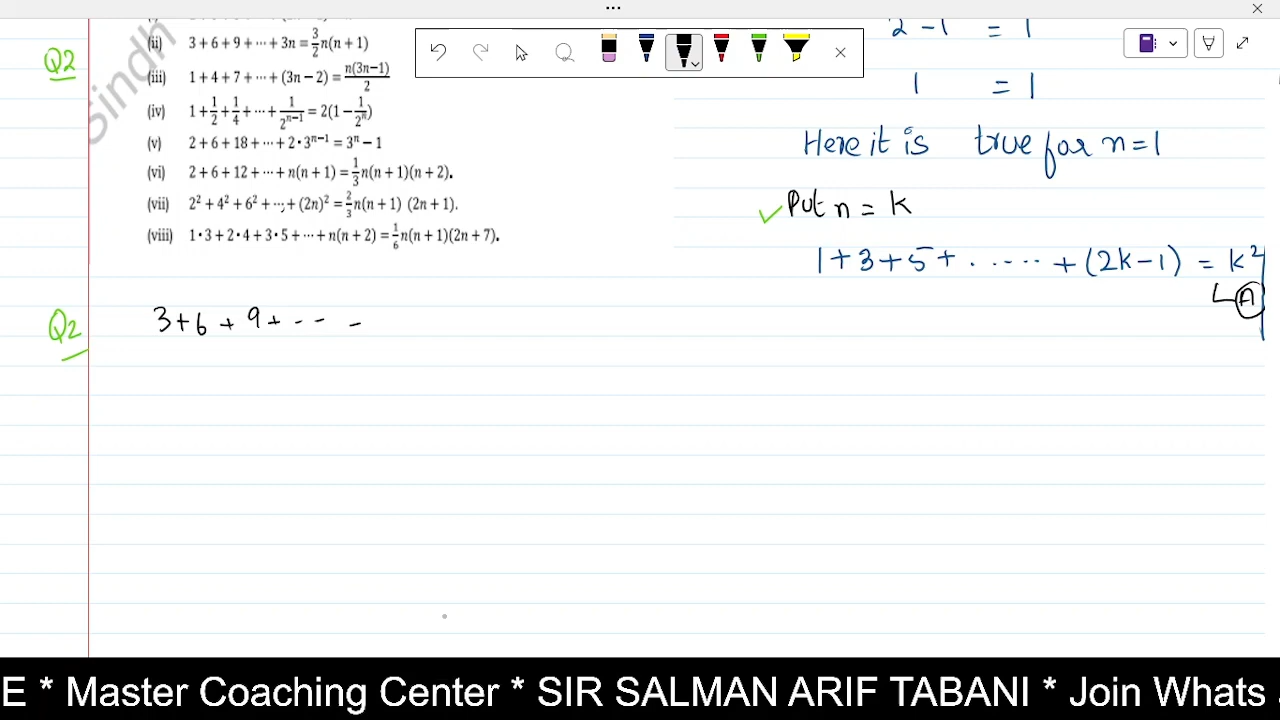 Q2
(ii) 3 + 6 + 9 + ⋯ + 3n = 3/2 n(n + 1)
(iii) 1 + 4 + 7 + ⋯ + (3n − 2) = n(3n−1)/2
(iv) 1 + 1/2 + 1/4 + ⋯ + 1/2ⁿ⁻¹ = 2(1 − 1/2ⁿ)
(v) 2 + 6 + 18 + ⋯ + 2 • 3ⁿ⁻¹ = 3ⁿ − 1
(vi) 2 + 6 + 12 + ⋯ + n(n + 1) = 1/3 n(n + 1)(n + 2).
(vii) 2² + 4² + 6² + ⋯ + (2n)² = 2/3 n(n + 1) (2n + 1).
(viii) 1 • 3 + 2 • 4 + 3 • 5 + ⋯ + n(n + 2) = 1/6 n(n + 1)(2n + 7).
Sindh
2 − 1 = 1
1 = 1
Here it is true for n = 1
✓ Put n = k
1 + 3 + 5 + ...... + (2k − 1) = k²
A
Q2
3 + 6 + 9 + -- -
E * Master Coaching Center * SIR SALMAN ARIF TABANI * Join Whats